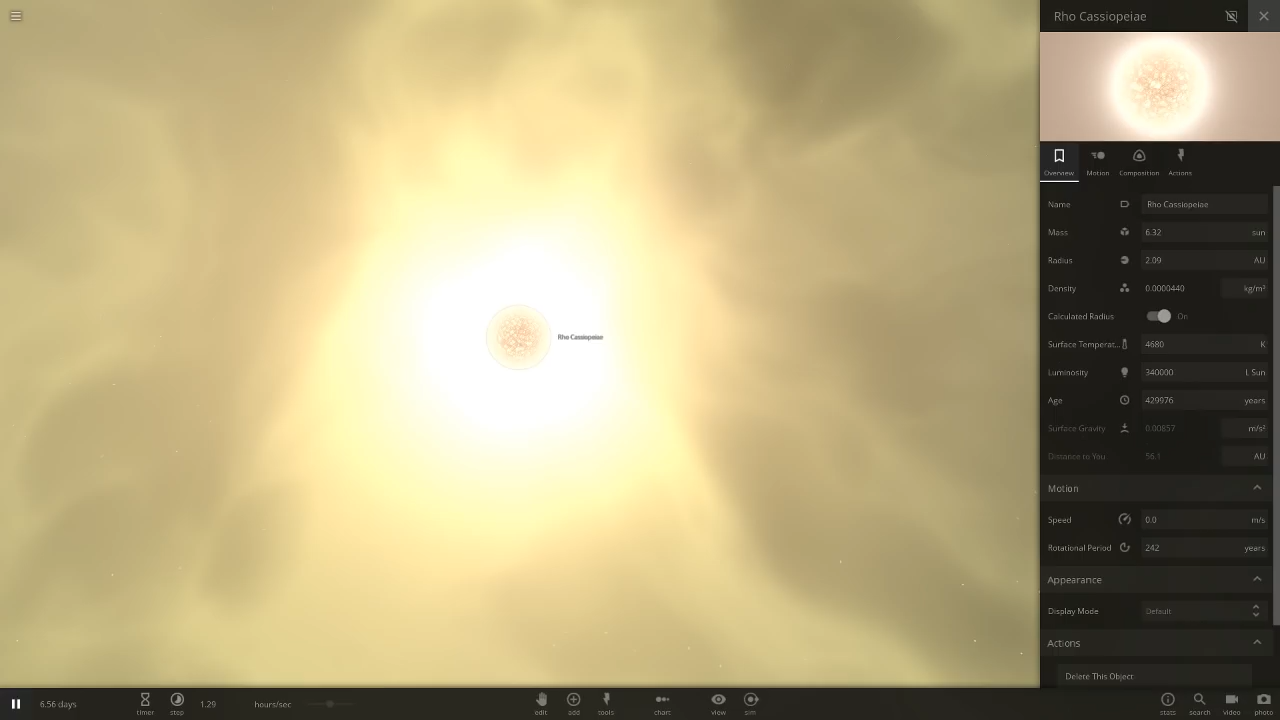 Rho Cassiopeiae
Overview Motion Composition Actions
Name Rho Cassiopeiae
Mass 6.32 sun
Radius 2.09 AU
Density 0.0000440 kg/m³
Calculated Radius On
Surface Temperat... 4680 K
Luminosity 340000 L Sun
Age 429976 years
Surface Gravity 0.00857 m/s²
Distance to You 56.1 AU
Motion
Speed 0.0 m/s
Rotational Period 242 years
Appearance
Display Mode Default
Actions
Delete This Object
Rho Cassiopeiae
6.56 days timer step 1.29 hours/sec edit add tools chart view sim stats search video photo